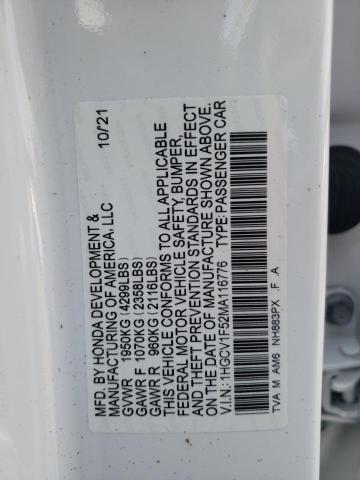 MFD. BY HONDA DEVELOPMENT & 10/21
MANUFACTURING OF AMERICA, LLC
GVWR 1950KG (4299LBS)
GAWR F 1070KG (2358LBS)
GAWR R 960KG (2116LBS)
THIS VEHICLE CONFORMS TO ALL APPLICABLE
FEDERAL MOTOR VEHICLE SAFETY, BUMPER,
AND THEFT PREVENTION STANDARDS IN EFFECT
ON THE DATE OF MANUFACTURE SHOWN ABOVE.
V.I.N.: 1HGCV1F52MA116776 TYPE: PASSENGER CAR
TVA M AM6 NH883PX .F .A